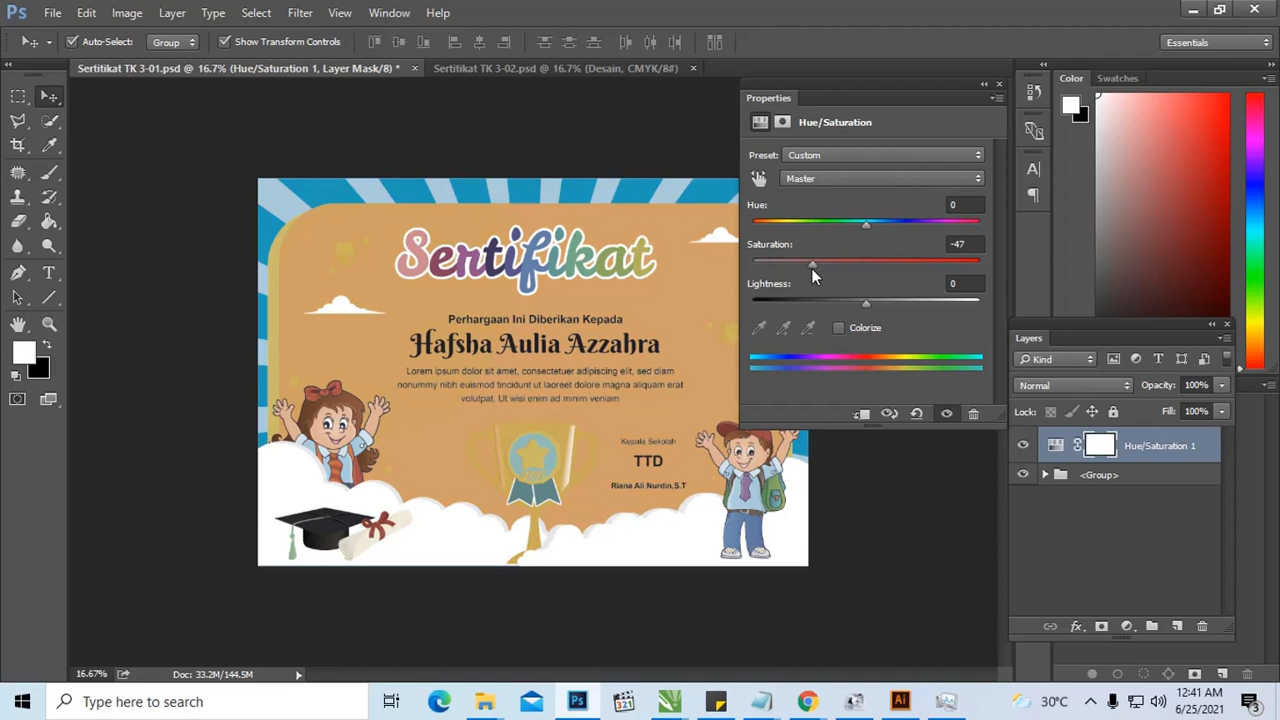 Ps File Edit Image Layer Type Select Filter View Window Help
Auto-Select: Group Show Transform Controls Essentials
Sertitikat TK 3-01.psd @ 16.7% (Hue/Saturation 1, Layer Mask/8) * × Sertitikat TK 3-02.psd @ 16.7% (Desain, CMYK/8#) ×
Properties
Hue/Saturation
Preset: Custom
Master
Hue: 0
Saturation: -47
Lightness: 0
Colorize
Color Swatches
Sertifikat
Perhargaan Ini Diberikan Kepada
Hafsha Aulia Azzahra
Lorem ipsum dolor sit amet, consectetuer adipiscing elit, sed diam
nonummy nibh euismod tincidunt ut laoreet dolore magna aliquam erat
volutpat. Ut wisi enim ad minim veniam
Kepala Sekolah
TTD
Riana Ali Nurdin,S.T
Layers
Kind
Normal Opacity: 100%
Lock: Fill: 100%
Hue/Saturation 1
<Group>
16.67% Doc: 33.2M/144.5M
Type here to search
Ai
30°C
12:41 AM
6/25/2021
3